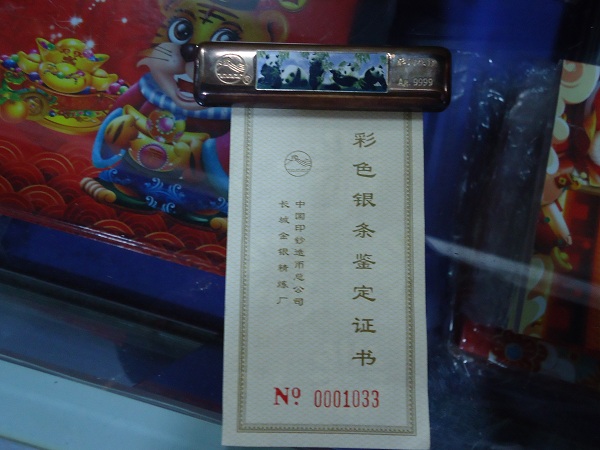 Ag 9999
彩色银条鉴定证书
中国印钞造币总公司
长城金银精炼厂
Nº 0001033